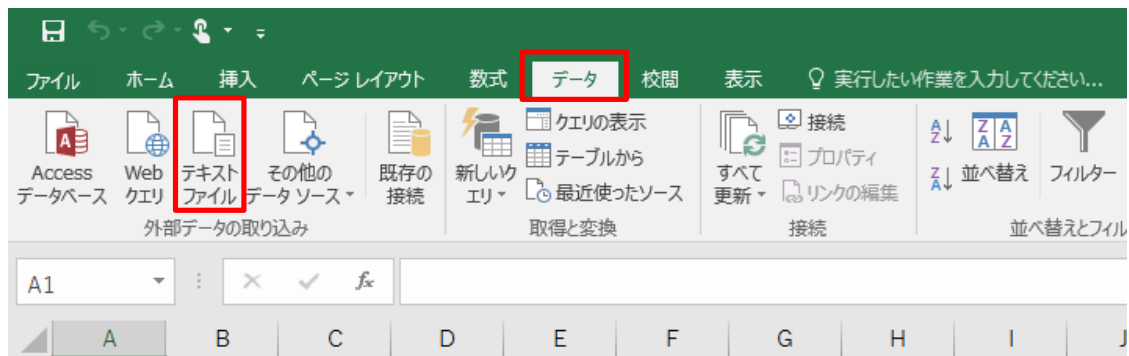 ファイル ホーム 挿入 ページ レイアウト 数式 データ 校閲 表示 実行したい作業を入力してください...
Access データベース
Web クエリ
テキスト ファイル
その他の データ ソース
既存の 接続
外部データの取り込み
新しいク エリ
クエリの表示
テーブルから
最近使ったソース
取得と変換
すべて 更新
接続
プロパティ
リンクの編集
接続
A Z
Z A
Z A A Z
並べ替え
フィルター
並べ替えとフィル
A1 fx
A B C D E F G H I J